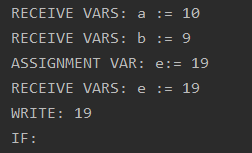 RECEIVE VARS: a := 10
RECEIVE VARS: b := 9
ASSIGNMENT VAR: e:= 19
RECEIVE VARS: e := 19
WRITE: 19
IF: